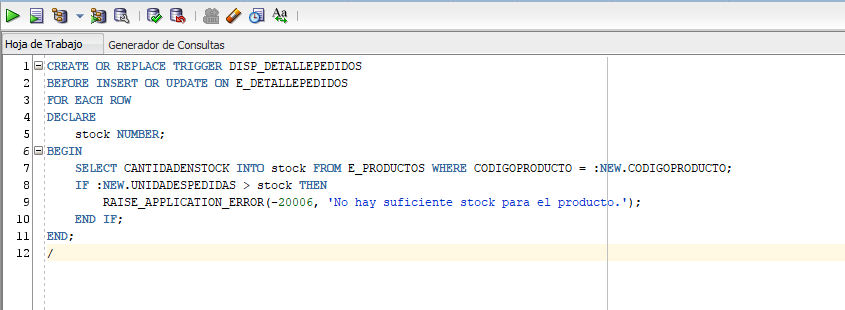 Hoja de Trabajo Generador de Consultas
1 CREATE OR REPLACE TRIGGER DISP_DETALLEPEDIDOS
2 BEFORE INSERT OR UPDATE ON E_DETALLEPEDIDOS
3 FOR EACH ROW
4 DECLARE
5 stock NUMBER;
6 BEGIN
7 SELECT CANTIDADENSTOCK INTO stock FROM E_PRODUCTOS WHERE CODIGOPRODUCTO = :NEW.CODIGOPRODUCTO;
8 IF :NEW.UNIDADESPEDIDAS > stock THEN
9 RAISE_APPLICATION_ERROR(-20006, 'No hay suficiente stock para el producto.');
10 END IF;
11 END;
12 /